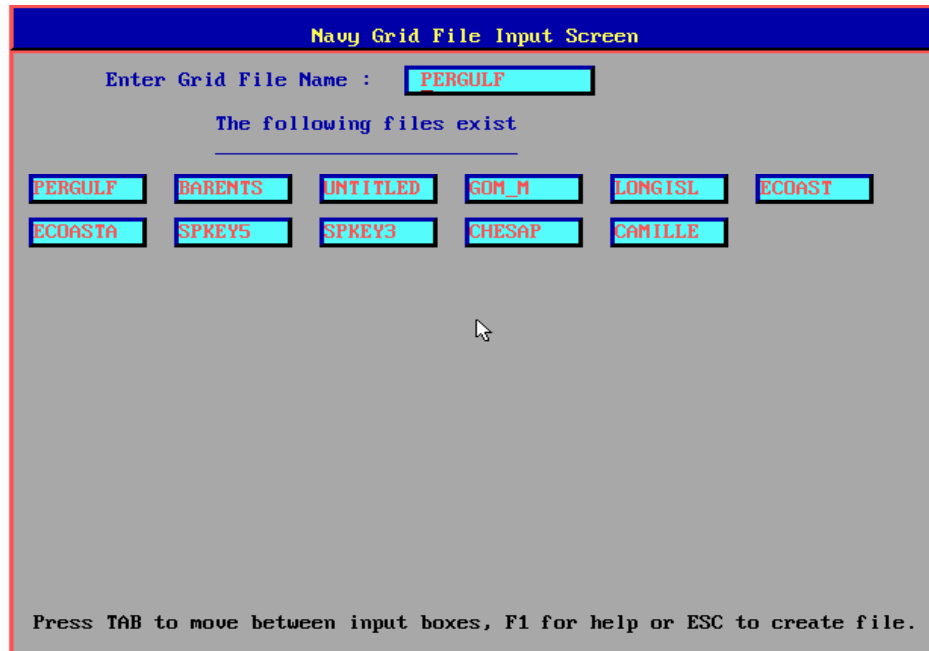 Navy Grid File Input Screen
Enter Grid File Name : PERGULF
The following files exist
PERGULF BARENTS UNTITLED GOM_M LONGISL ECOAST
ECOASTA SPKEY5 SPKEY3 CHESAP CAMILLE
Press TAB to move between input boxes, F1 for help or ESC to create file.